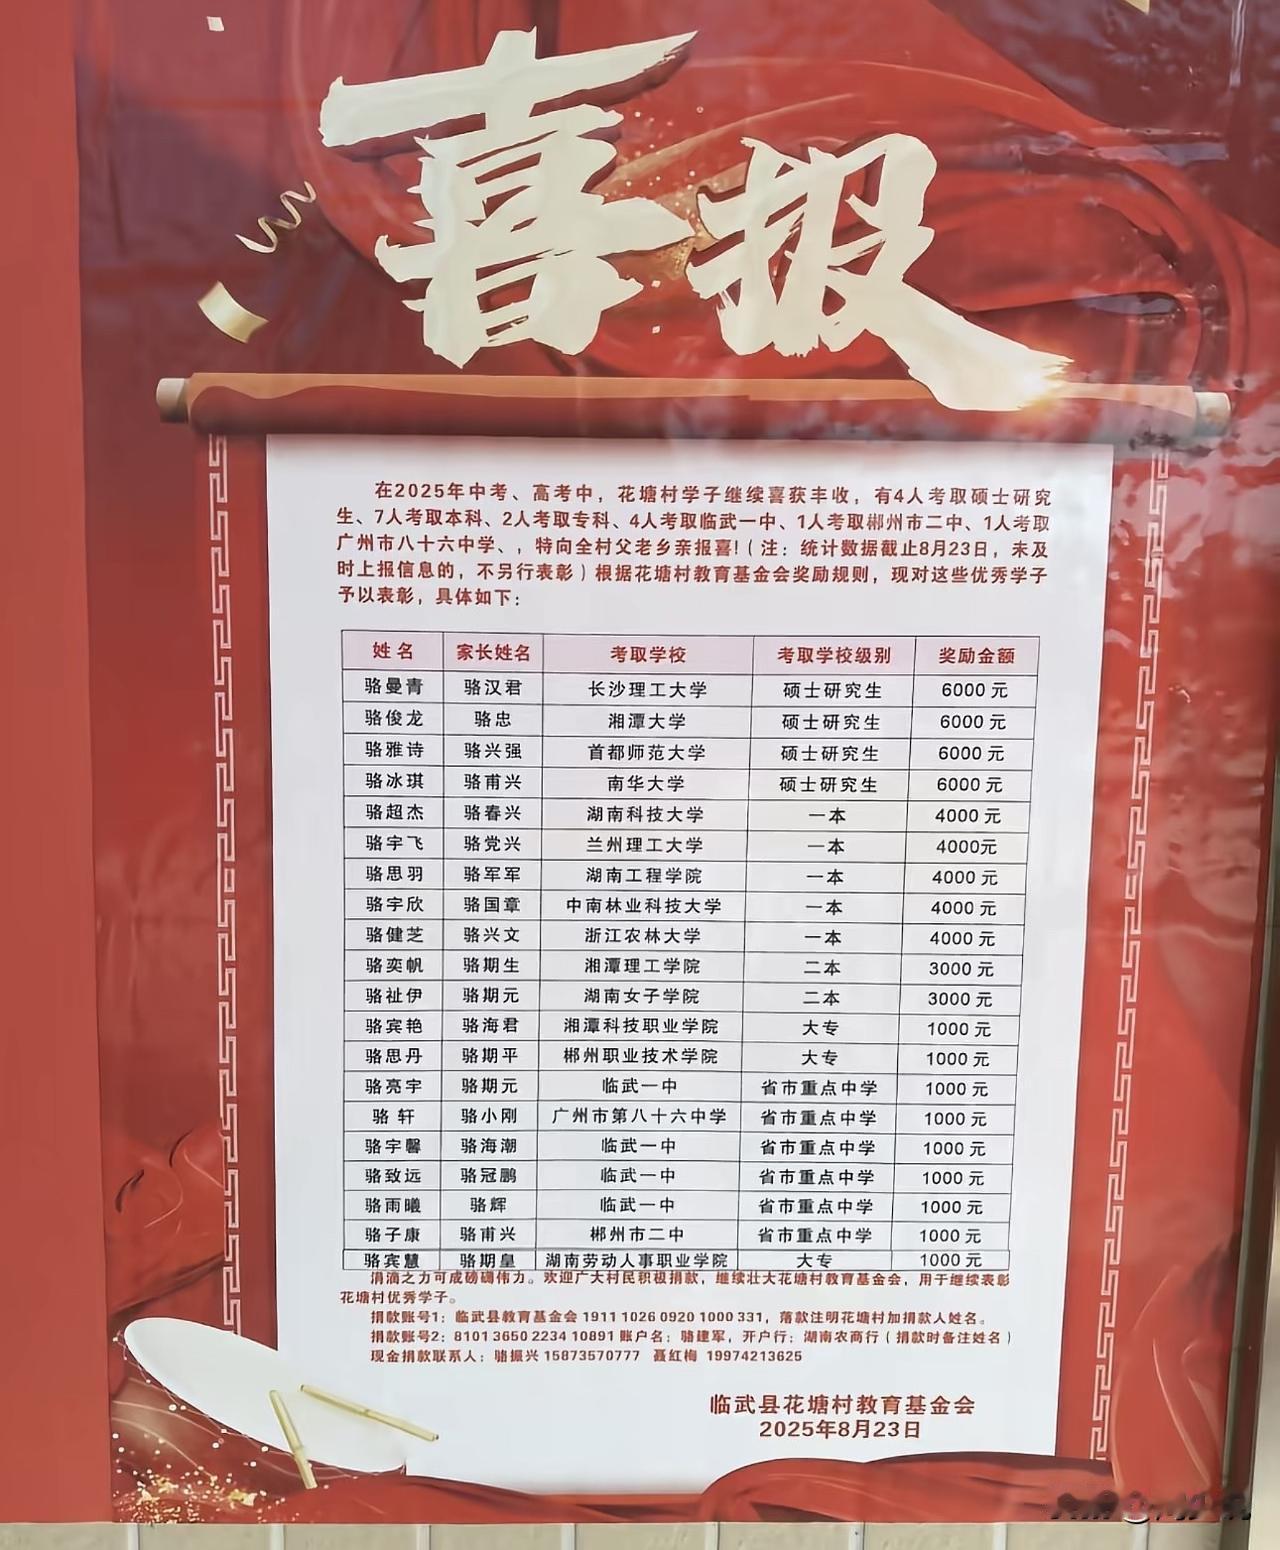 喜报
在2025年中考、高考中，花塘村学子继续喜获丰收，有4人考取硕士研究
生、7人考取本科、2人考取专科、4人考取临武一中、1人考取郴州市二中、1人考取
广州市八十六中学、，特向全村父老乡亲报喜!（注：统计数据截止8月23日，未及
时上报信息的，不另行表彰）根据花塘村教育基金会奖励规则，现对这些优秀学子
予以表彰，具体如下：
姓名 家长姓名 考取学校 考取学校级别 奖励金额
骆曼青 骆汉君 长沙理工大学 硕士研究生 6000元
骆俊龙 骆忠 湘潭大学 硕士研究生 6000元
骆雅诗 骆兴强 首都师范大学 硕士研究生 6000元
骆冰琪 骆甫兴 南华大学 硕士研究生 6000元
骆超杰 骆春兴 湖南科技大学 一本 4000元
骆宇飞 骆党兴 兰州理工大学 一本 4000元
骆思羽 骆军军 湖南工程学院 一本 4000元
骆宇欣 骆国章 中南林业科技大学 一本 4000元
骆健芝 骆兴文 浙江农林大学 一本 4000元
骆奕帆 骆期生 湘潭理工学院 二本 3000元
骆祉伊 骆期元 湖南女子学院 二本 3000元
骆宾艳 骆海君 湘潭科技职业学院 大专 1000元
骆思丹 骆期平 郴州职业技术学院 大专 1000元
骆亮宇 骆期元 临武一中 省市重点中学 1000元
骆轩 骆小刚 广州市第八十六中学 省市重点中学 1000元
骆宇馨 骆海潮 临武一中 省市重点中学 1000元
骆致远 骆冠鹏 临武一中 省市重点中学 1000元
骆雨曦 骆辉 临武一中 省市重点中学 1000元
骆子康 骆甫兴 郴州市二中 省市重点中学 1000元
骆宾慧 骆期皇 湖南劳动人事职业学院 大专 1000元
涓滴之力可成磅礴伟力。欢迎广大村民积极捐款，继续壮大花塘村教育基金会，用于继续表彰
花塘村优秀学子。
捐款账号1：临武县教育基金会 1911 1026 0920 1000 331，落款注明花塘村加捐款人姓名。
捐款账号2：8101 3650 2234 10891 账户名：骆建军，开户行：湖南农商行（捐款时备注姓名）
现金捐款联系人：骆振兴 15873570777 聂红梅 19974213625
临武县花塘村教育基金会
2025年8月23日